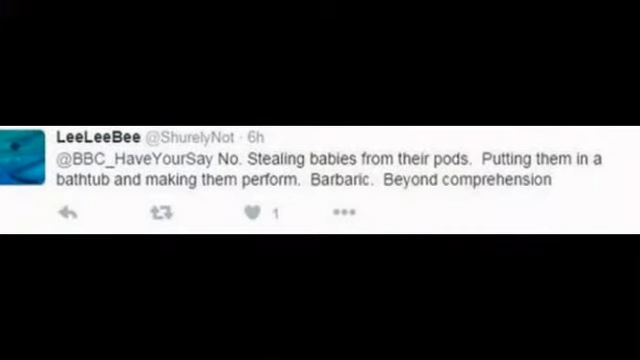 LeeLeeBee @ShurelyNot · 6h
@BBC_HaveYourSay No. Stealing babies from their pods. Putting them in a
bathtub and making them perform. Barbaric. Beyond comprehension
1